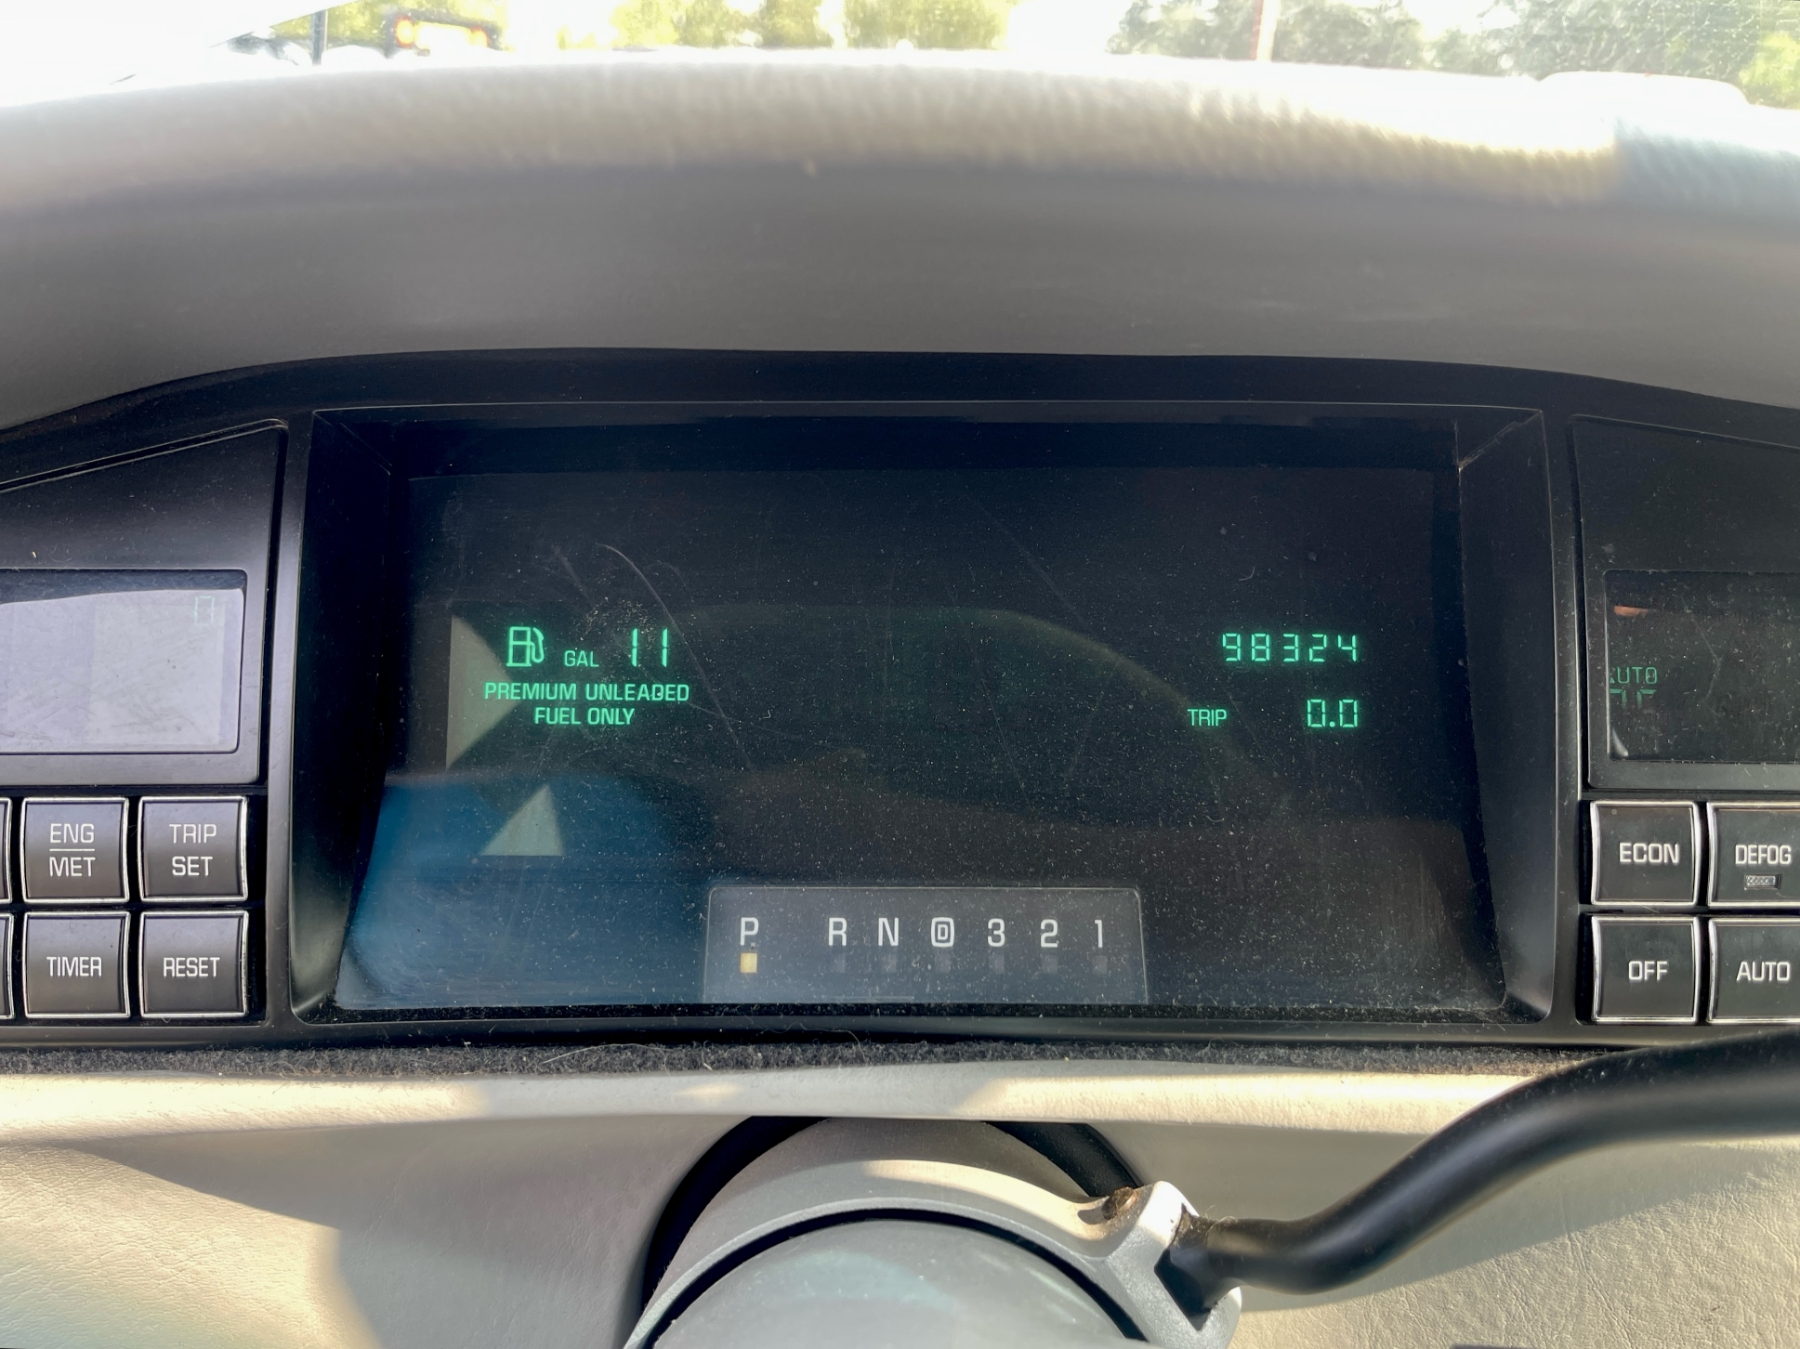 GAL 11
PREMIUM UNLEADED
FUEL ONLY
98324
TRIP 0.0
P R N D 3 2 1
ENG
MET
TRIP
SET
TIMER
RESET
AUTO
ECON
DEFOG
OFF
AUTO